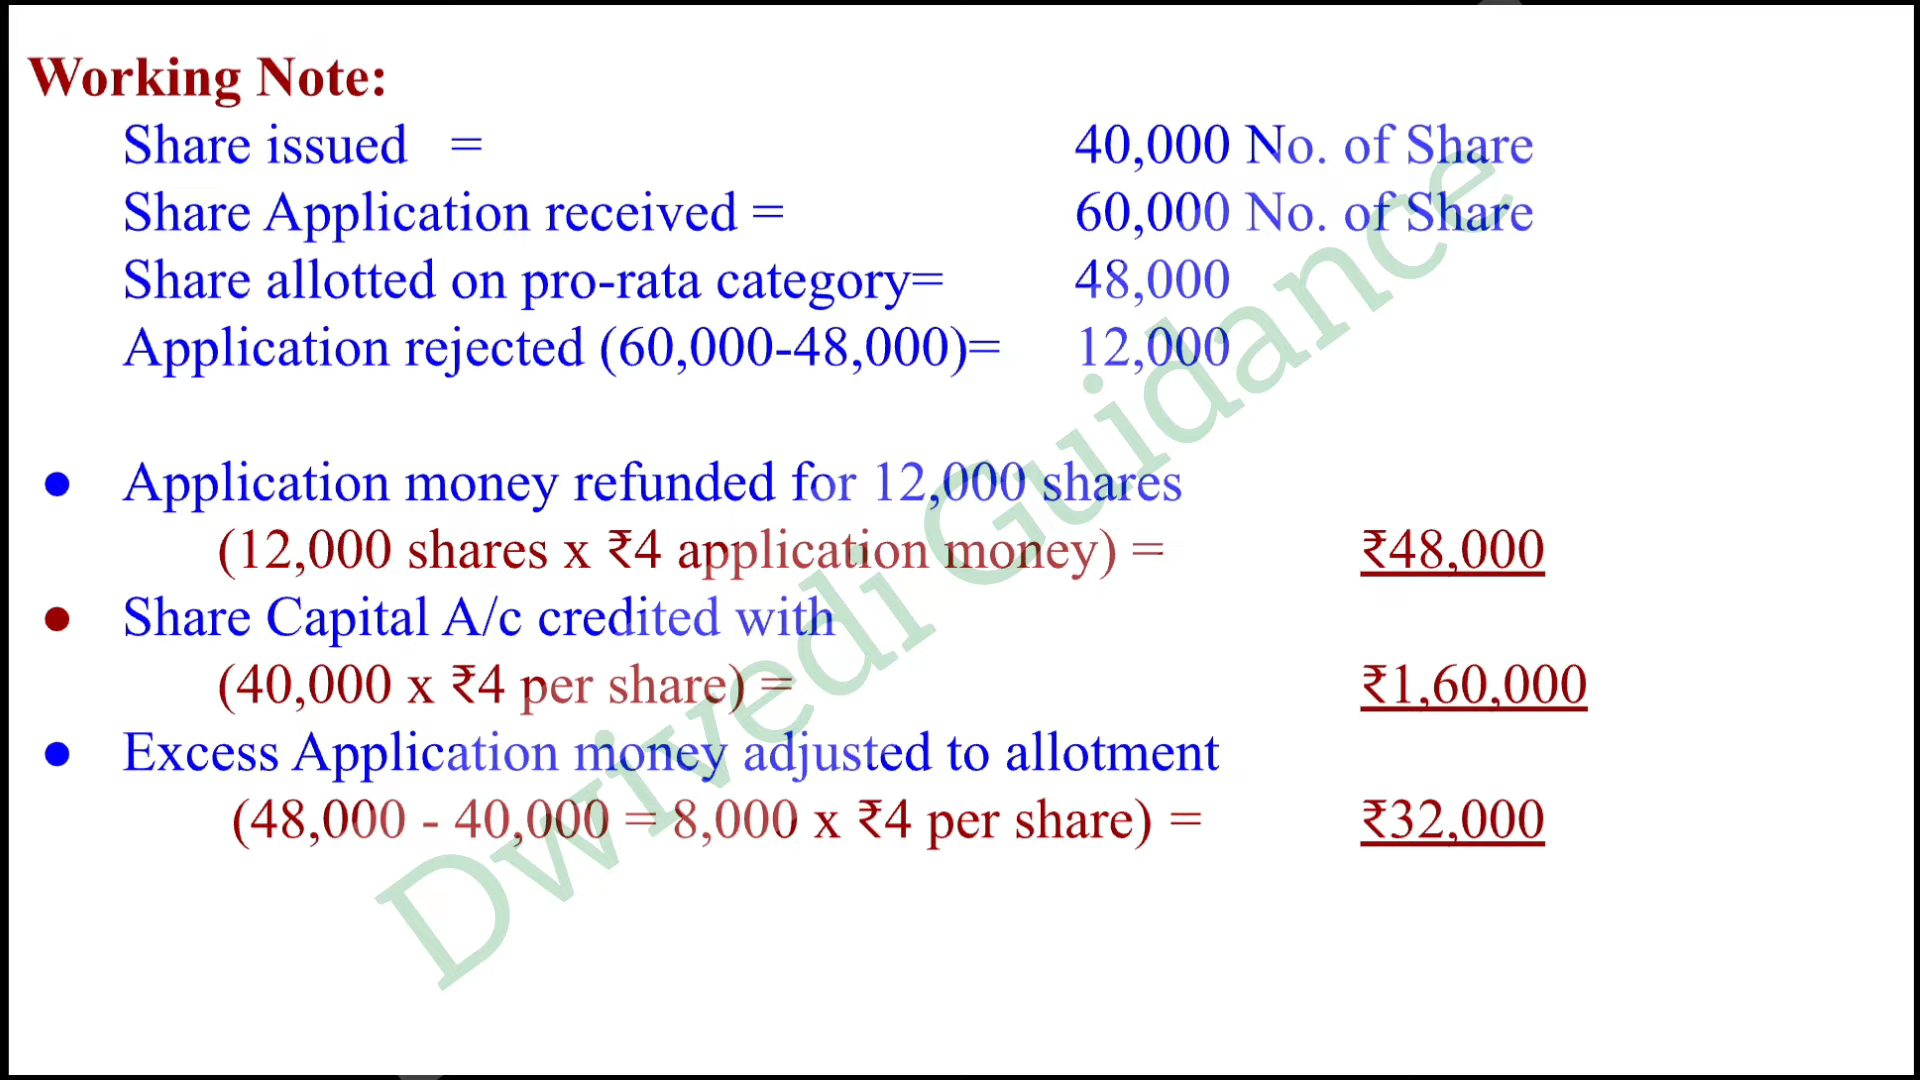 Working Note:
Share issued = 40,000 No. of Share
Share Application received = 60,000 No. of Share
Share allotted on pro-rata category= 48,000
Application rejected (60,000-48,000)= 12,000
● Application money refunded for 12,000 shares
(12,000 shares x ₹4 application money) = ₹48,000
● Share Capital A/c credited with
(40,000 x ₹4 per share) = ₹1,60,000
● Excess Application money adjusted to allotment
(48,000 - 40,000 = 8,000 x ₹4 per share) = ₹32,000
Dwivedi Guidance